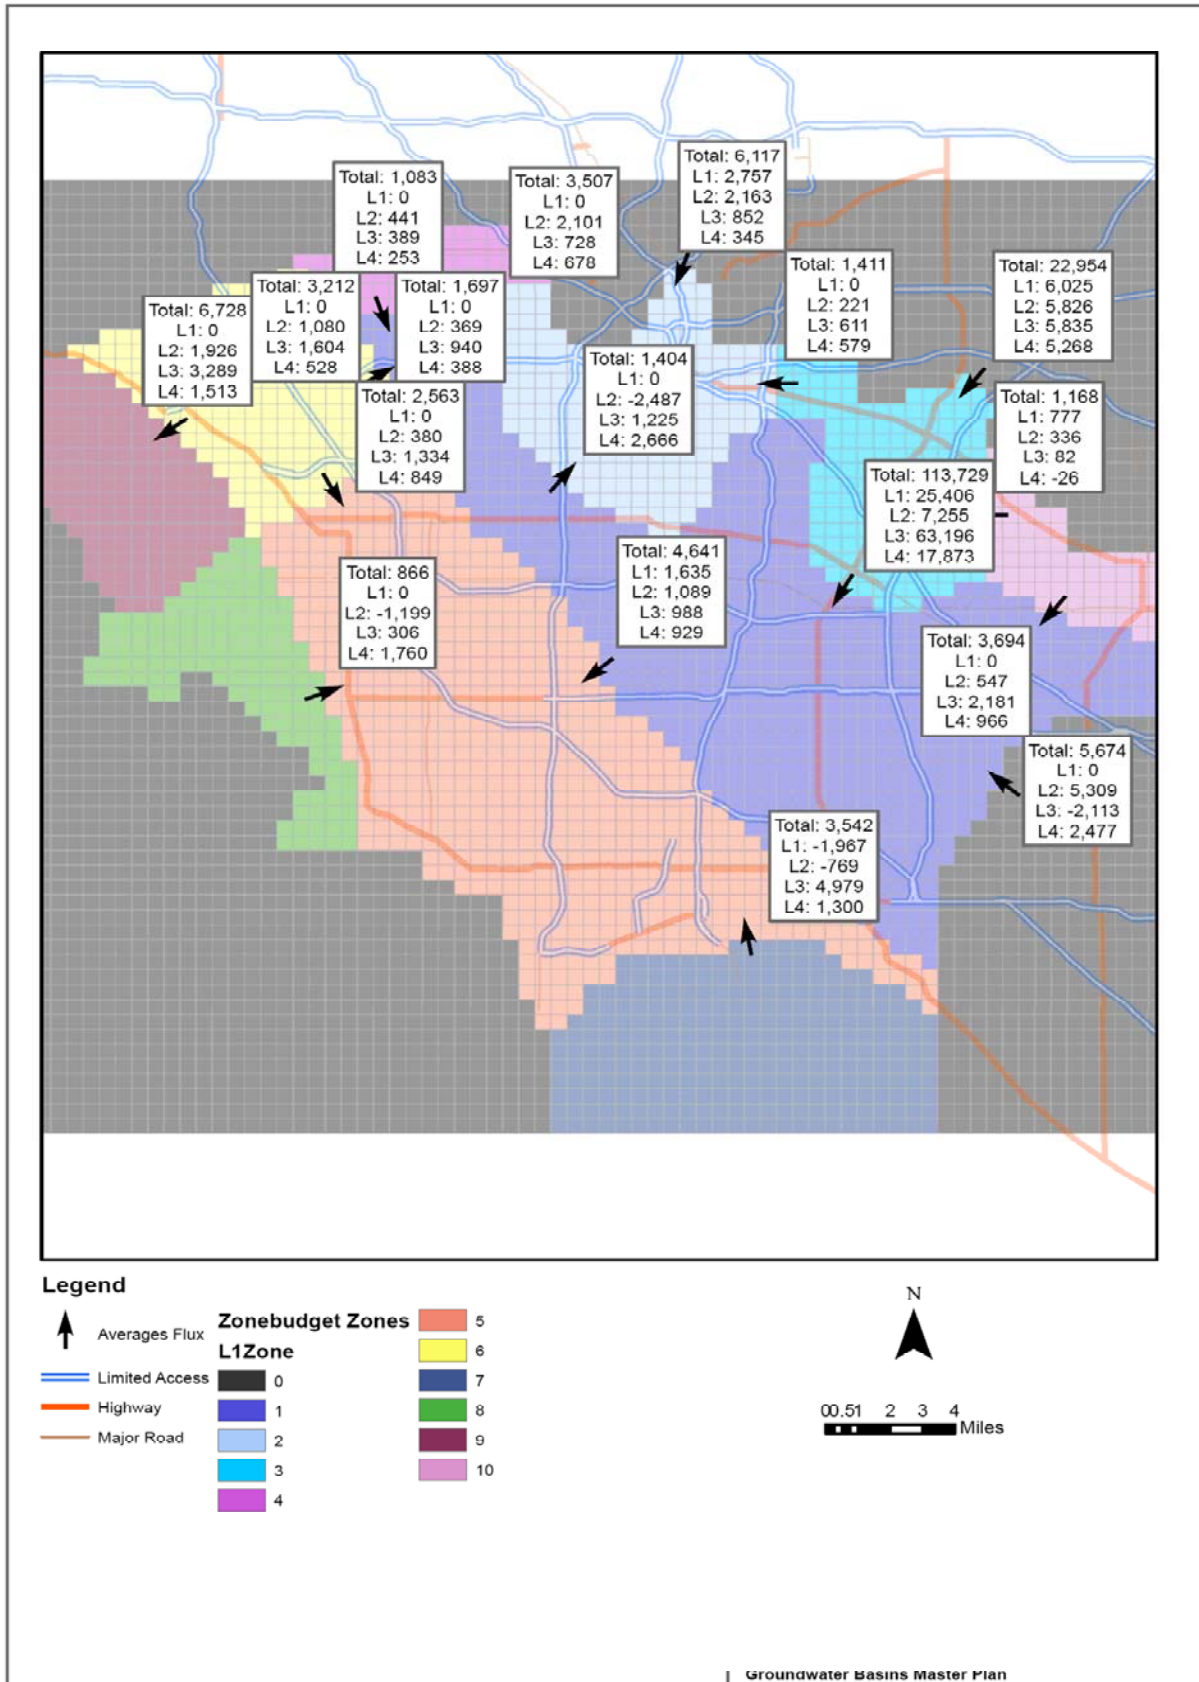 Total: 6,117
L1: 2,757
L2: 2,163
L3: 852
L4: 345
Total: 1,083
L1: 0
L2: 441
L3: 389
L4: 253
Total: 3,507
L1: 0
L2: 2,101
L3: 728
L4: 678
Total: 1,411
L1: 0
L2: 221
L3: 611
L4: 579
Total: 22,954
L1: 6,025
L2: 5,826
L3: 5,835
L4: 5,268
Total: 6,728
L1: 0
L2: 1,926
L3: 3,289
L4: 1,513
Total: 3,212
L1: 0
L2: 1,080
L3: 1,604
L4: 528
Total: 1,697
L1: 0
L2: 369
L3: 940
L4: 388
Total: 1,404
L1: 0
L2: -2,487
L3: 1,225
L4: 2,666
Total: 2,563
L1: 0
L2: 380
L3: 1,334
L4: 849
Total: 1,168
L1: 777
L2: 336
L3: 82
L4: -26
Total: 113,729
L1: 25,406
L2: 7,255
L3: 63,196
L4: 17,873
Total: 866
L1: 0
L2: -1,199
L3: 306
L4: 1,760
Total: 4,641
L1: 1,635
L2: 1,089
L3: 988
L4: 929
Total: 3,694
L1: 0
L2: 547
L3: 2,181
L4: 966
Total: 5,674
L1: 0
L2: 5,309
L3: -2,113
L4: 2,477
Total: 3,542
L1: -1,967
L2: -769
L3: 4,979
L4: 1,300
Legend
Averages Flux
Limited Access
Highway
Major Road
Zonebudget Zones
L1Zone
0
1
2
3
4
5
6
7
8
9
10
N
00.51 2 3 4
Miles
Groundwater Basins Master Plan